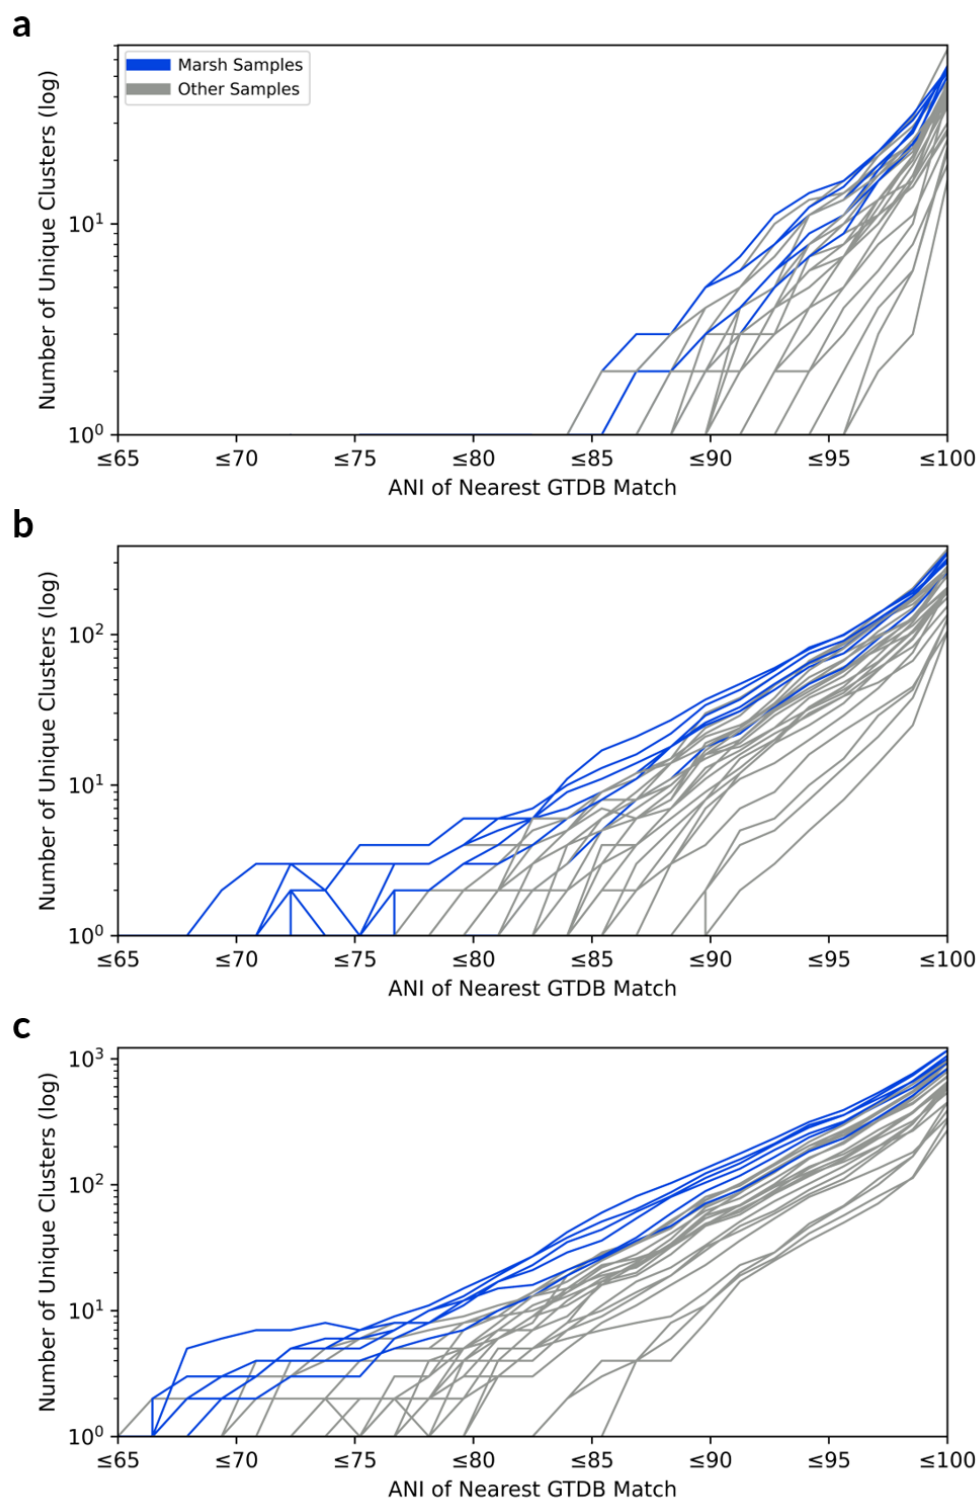 a
Number of Unique Clusters (log)
Marsh Samples
Other Samples
10¹
10⁰
≤65 ≤70 ≤75 ≤80 ≤85 ≤90 ≤95 ≤100
ANI of Nearest GTDB Match
b
Number of Unique Clusters (log)
10²
10¹
10⁰
≤65 ≤70 ≤75 ≤80 ≤85 ≤90 ≤95 ≤100
ANI of Nearest GTDB Match
c
Number of Unique Clusters (log)
10³
10²
10¹
10⁰
≤65 ≤70 ≤75 ≤80 ≤85 ≤90 ≤95 ≤100
ANI of Nearest GTDB Match